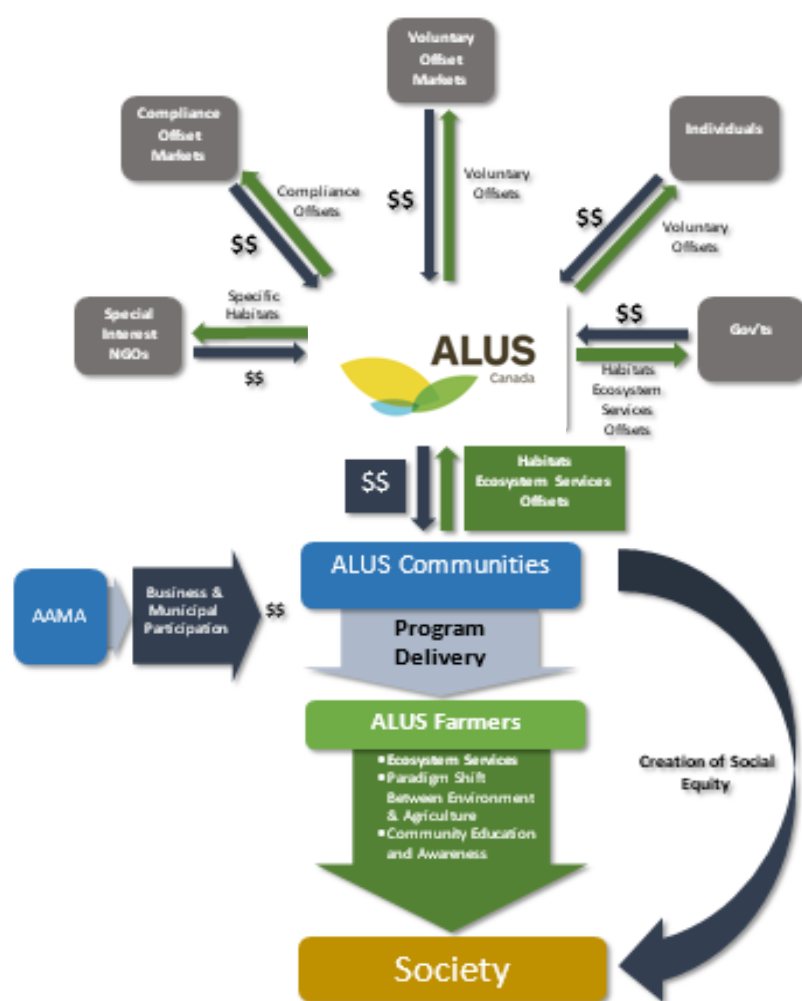 Voluntary
Offset
Markets
Compliance
Offset
Markets
Individuals
Compliance
Offsets
$$
Voluntary
Offsets
$$
$$
Voluntary
Offsets
Special
Interest
NGOs
Specific
Habitats
$$
ALUS
Canada
$$
Gov'ts
Habitats
Ecosystem
Services
Offsets
$$
Habitats
Ecosystem Services
Offsets
AAMA
Business &
Municipal
Participation
$$
ALUS Communities
Program
Delivery
ALUS Farmers
▪Ecosystem Services
▪Paradigm Shift
Between Environment
& Agriculture
▪Community Education
and Awareness
Creation of Social
Equity
Society